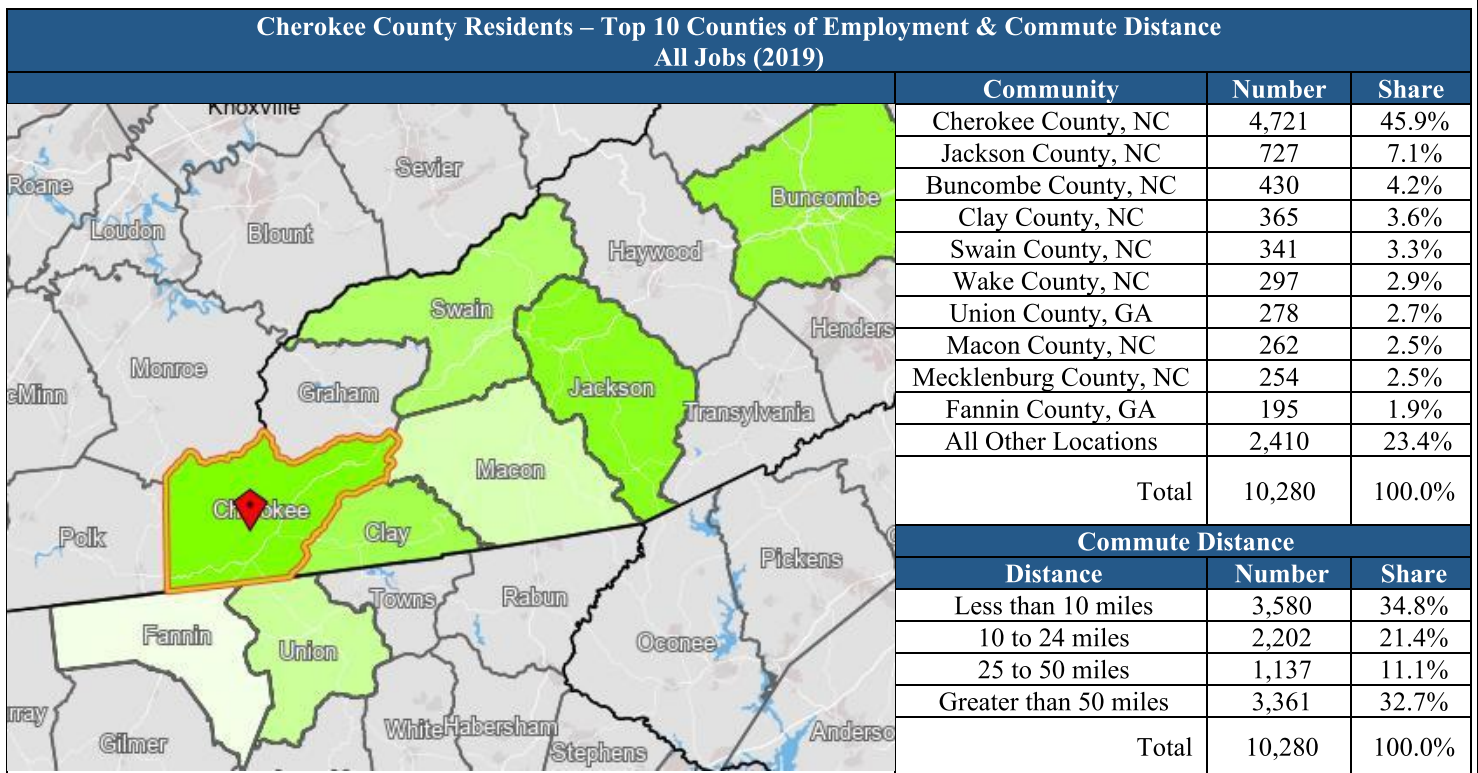 Cherokee County Residents – Top 10 Counties of Employment & Commute Distance
All Jobs (2019)
Community Number Share
Cherokee County, NC 4,721 45.9%
Jackson County, NC 727 7.1%
Buncombe County, NC 430 4.2%
Clay County, NC 365 3.6%
Swain County, NC 341 3.3%
Wake County, NC 297 2.9%
Union County, GA 278 2.7%
Macon County, NC 262 2.5%
Mecklenburg County, NC 254 2.5%
Fannin County, GA 195 1.9%
All Other Locations 2,410 23.4%
Total 10,280 100.0%
Commute Distance
Distance Number Share
Less than 10 miles 3,580 34.8%
10 to 24 miles 2,202 21.4%
25 to 50 miles 1,137 11.1%
Greater than 50 miles 3,361 32.7%
Total 10,280 100.0%
Knoxville
Sevier
Roane
Buncombe
Loudon
Blount
Haywood
Swain
Henders
Monroe
Graham
Jackson
cMinn
Transylvania
Macon
Cherokee
Clay
Polk
Pickens
Towns
Rabun
Fannin
Union
Oconee
rray
White
Habersham
Anderso
Gilmer
Stephens